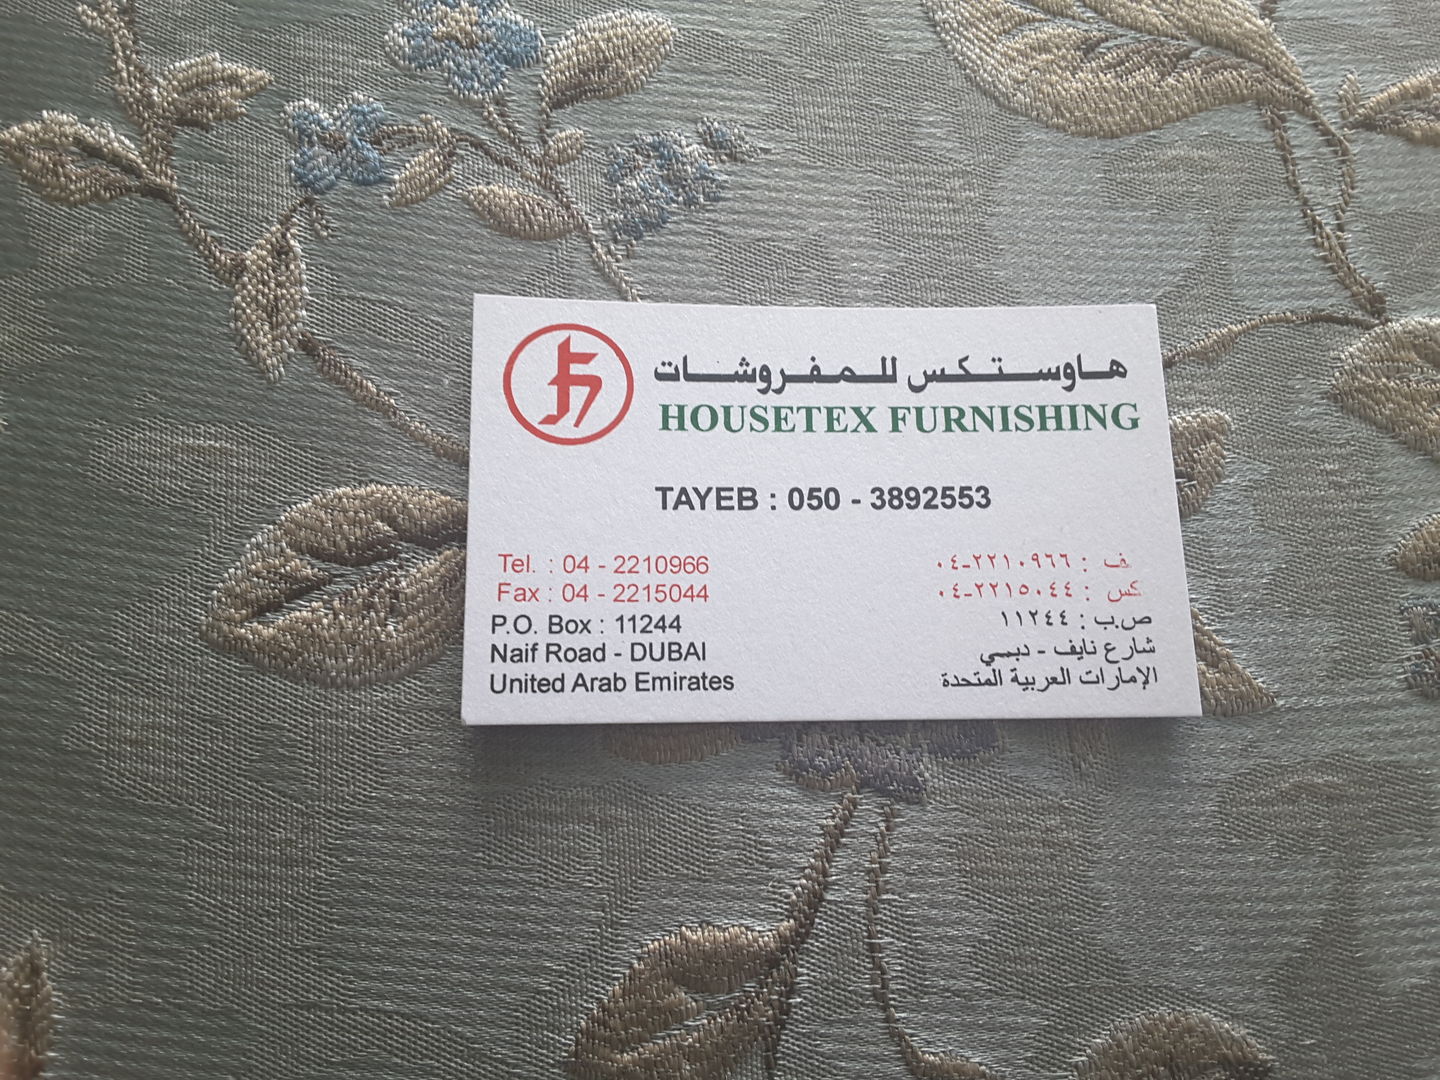 هاوستكس للمفروشات
HOUSETEX FURNISHING
TAYEB : 050 - 3892553
Tel. : 04 - 2210966
Fax : 04 - 2215044
P.O. Box : 11244
Naif Road - DUBAI
United Arab Emirates
ف : ٠٤-٢٢١٠٩٦٦
كس : ٠٤-٢٢١٥٠٤٤
ص.ب : ١١٢٤٤
شارع نايف - دبي
الإمارات العربية المتحدة